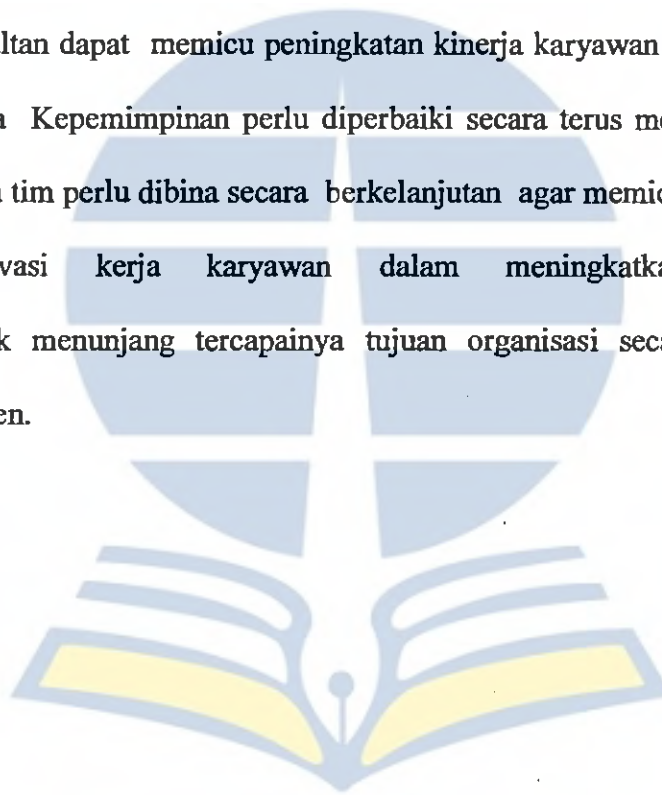 ltan dapat memicu peningkatan kinerja karyawan
a Kepemimpinan perlu diperbaiki secara terus me
tim perlu dibina secara berkelanjutan agar memic
vasi kerja karyawan dalam meningkatka
k menunjang tercapainya tujuan organisasi seca
en.